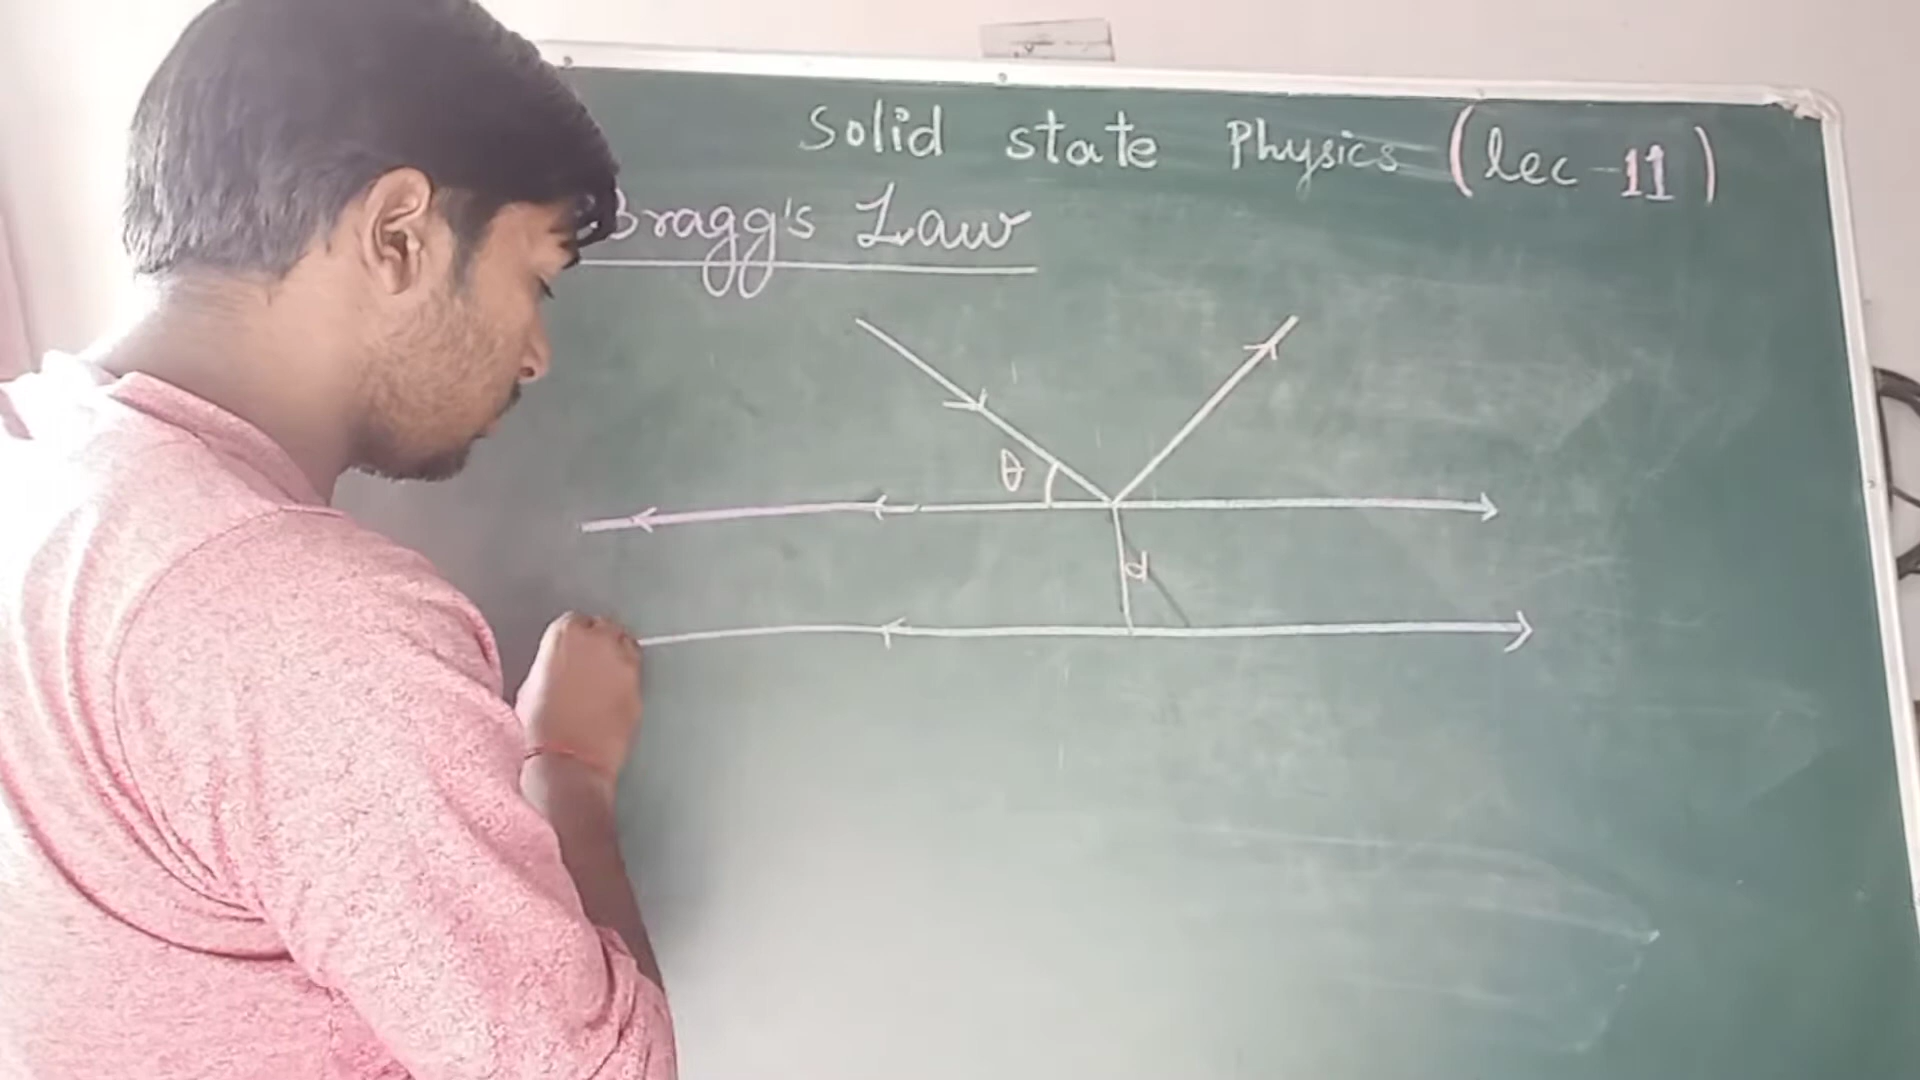 Solid state Physics (lec-11)
Bragg's Law
θ
d